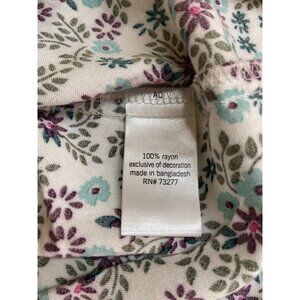 100% rayon
exclusive of decoration
made in bangladesh
RN# 73277